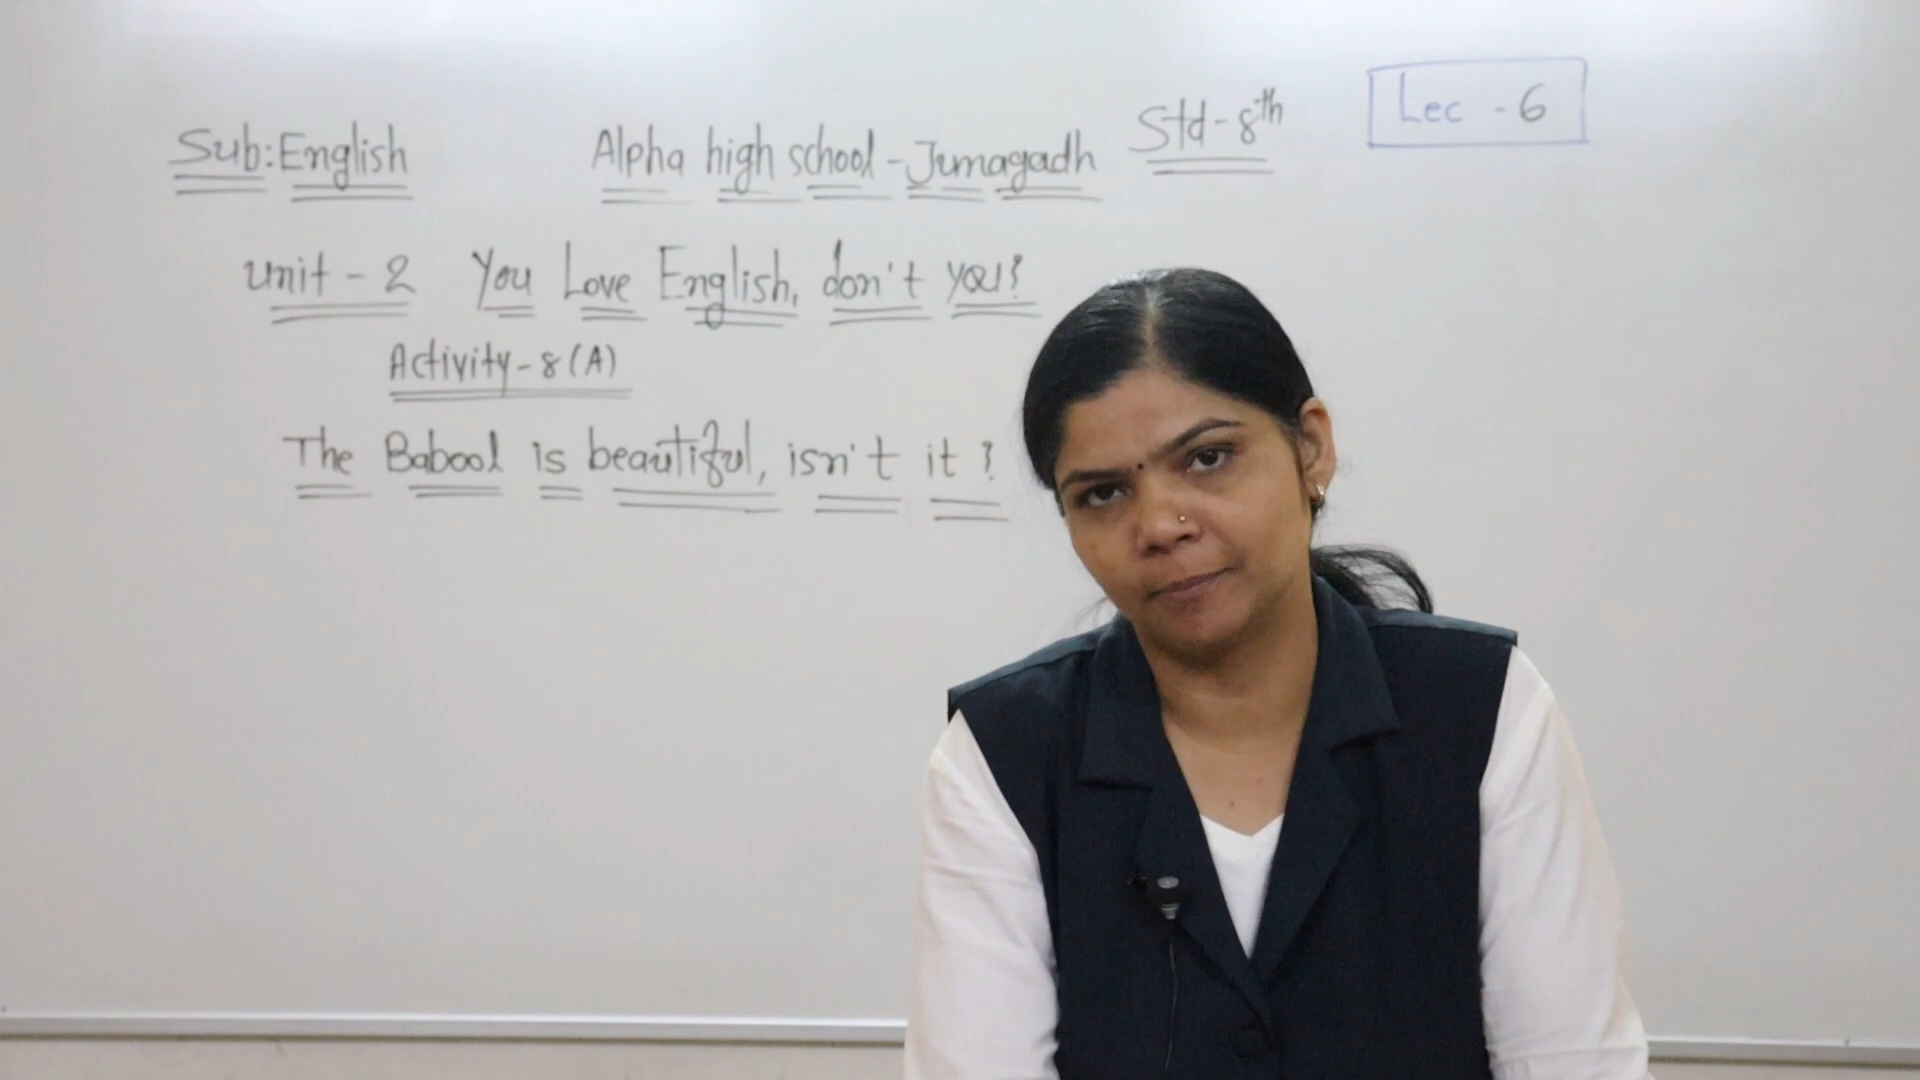 Sub: English Alpha high school - Junagadh Std - 8th Lec - 6
Unit - 2 You Love English, don't you?
Activity - 8 (A)
The Babool is beautiful, isn't it?